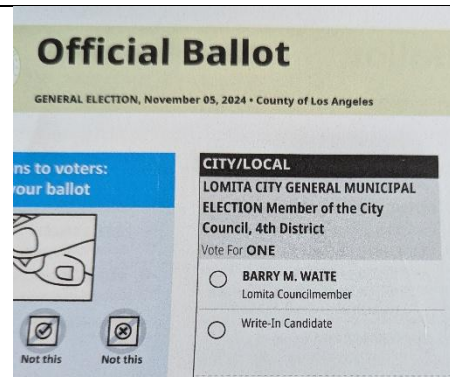 Official Ballot
GENERAL ELECTION, November 05, 2024 • County of Los Angeles
to voters:
ballot
Not this
Not this
CITY/LOCAL
LOMITA CITY GENERAL MUNICIPAL
ELECTION Member of the City
Council, 4th District
Vote For ONE
BARRY M. WAITE
Lomita Councilmember
Write-In Candidate